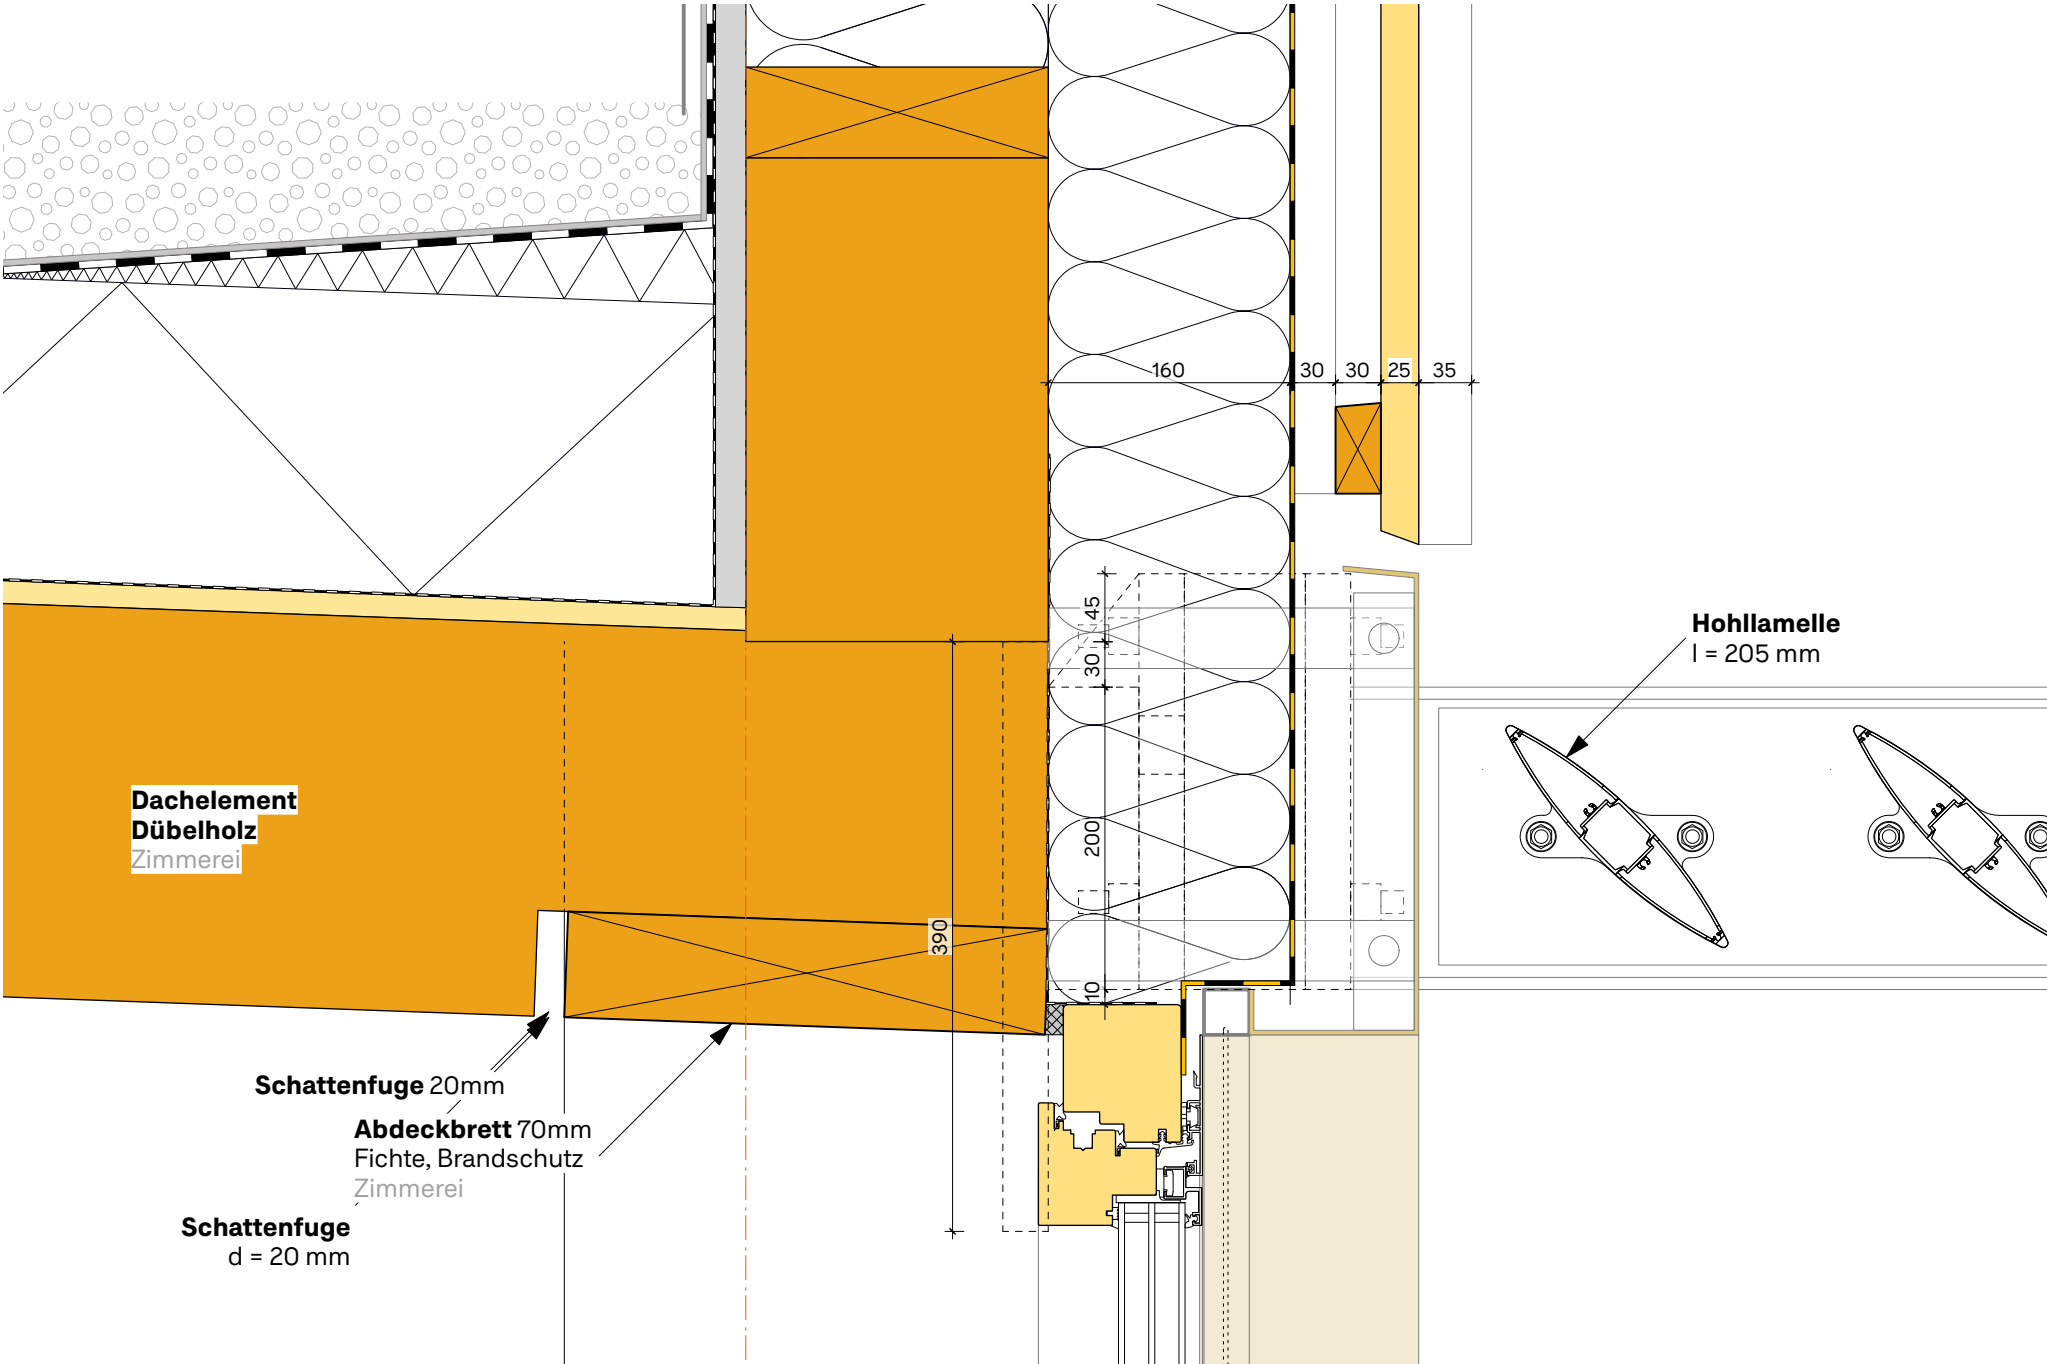 160
30
30
25
35
45
30
200
10
390
Hohllamelle
l = 205 mm
Dachelement
Dübelholz
Zimmerei
Schattenfuge 20mm
Abdeckbrett 70mm
Fichte, Brandschutz
Zimmerei
Schattenfuge
d = 20 mm